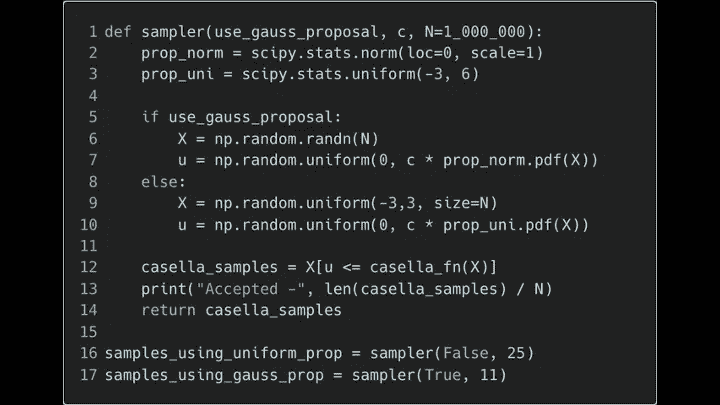 1 def sampler(use_gauss_proposal, c, N=1_000_000):
2     prop_norm = scipy.stats.norm(loc=0, scale=1)
3     prop_uni = scipy.stats.uniform(-3, 6)
4
5     if use_gauss_proposal:
6         X = np.random.randn(N)
7         u = np.random.uniform(0, c * prop_norm.pdf(X))
8     else:
9         X = np.random.uniform(-3,3, size=N)
10         u = np.random.uniform(0, c * prop_uni.pdf(X))
11
12     casella_samples = X[u <= casella_fn(X)]
13     print("Accepted -", len(casella_samples) / N)
14     return casella_samples
15
16 samples_using_uniform_prop = sampler(False, 25)
17 samples_using_gauss_prop = sampler(True, 11)